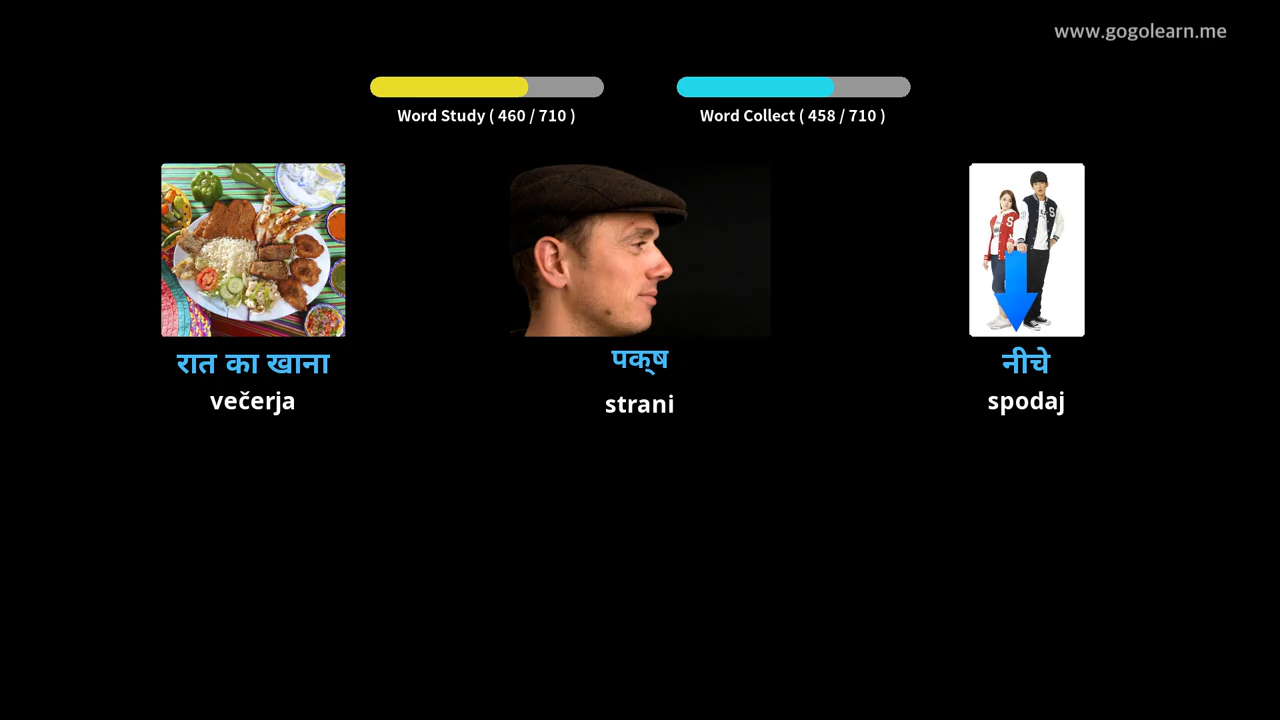 www.gogolearn.me
Word Study ( 460 / 710 )
Word Collect ( 458 / 710 )
रात का खाना
पक्‌ष
नीचे
večerja
strani
spodaj